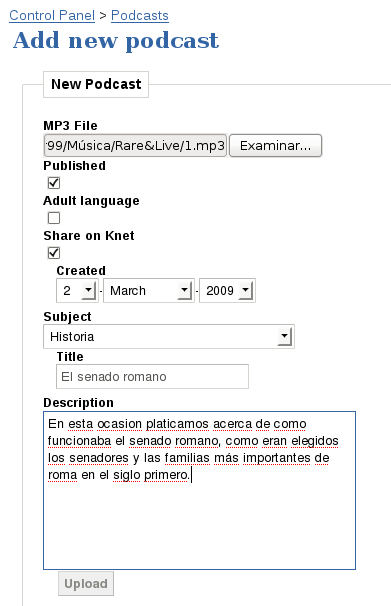 Control Panel > Podcasts
Add new podcast
New Podcast
MP3 File
99/Música/Rare&Live/1.mp3 Examinar...
Published
Adult language
Share on Knet
Created
2 - March - 2009
Subject
Historia
Title
El senado romano
Description
En esta ocasion platicamos acerca de como
funcionaba el senado romano, como eran elegidos
los senadores y las familias más importantes de
roma en el siglo primero.
Upload